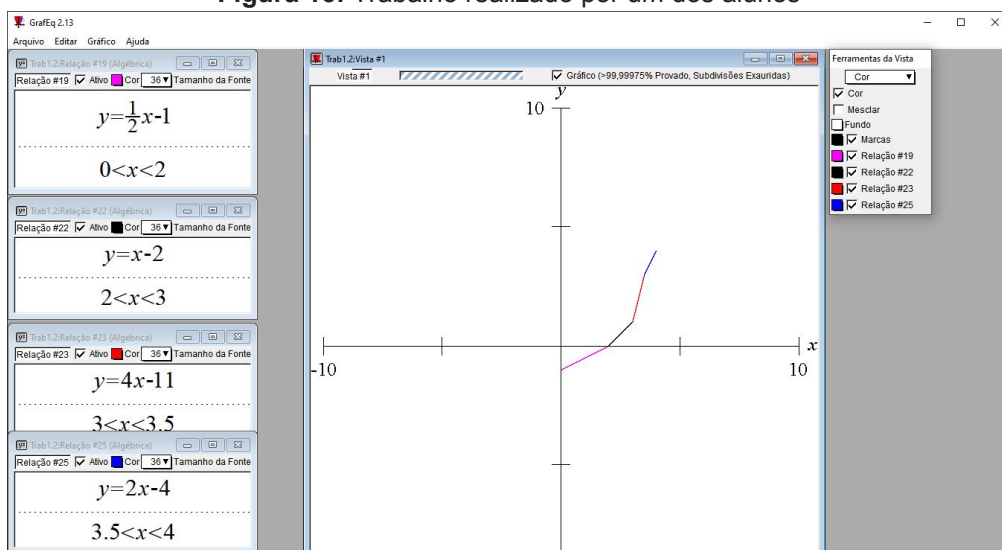 Figura 15. Trabalho realizado por um dos alunos
GrafEq 2.13
Arquivo Editar Gráfico Ajuda
Trab1.2:Relação #19 (Algébrica)
Relação #19 Ativo Cor 36 Tamanho da Fonte
y=1/2x-1
0<x<2
Trab1.2:Relação #22 (Algébrica)
Relação #22 Ativo Cor 36 Tamanho da Fonte
y=x-2
2<x<3
Trab1.2:Relação #23 (Algébrica)
Relação #23 Ativo Cor 36 Tamanho da Fonte
y=4x-11
3<x<3.5
Trab1.2:Relação #25 (Algébrica)
Relação #25 Ativo Cor 36 Tamanho da Fonte
y=2x-4
3.5<x<4
Trab1.2:Vista #1
Vista #1 Gráfico (>99,99975% Provado, Subdivisões Exauridas)
y
10
x
-10
10
Ferramentas da Vista
Cor
Cor
Mesclar
Fundo
Marcas
Relação #19
Relação #22
Relação #23
Relação #25